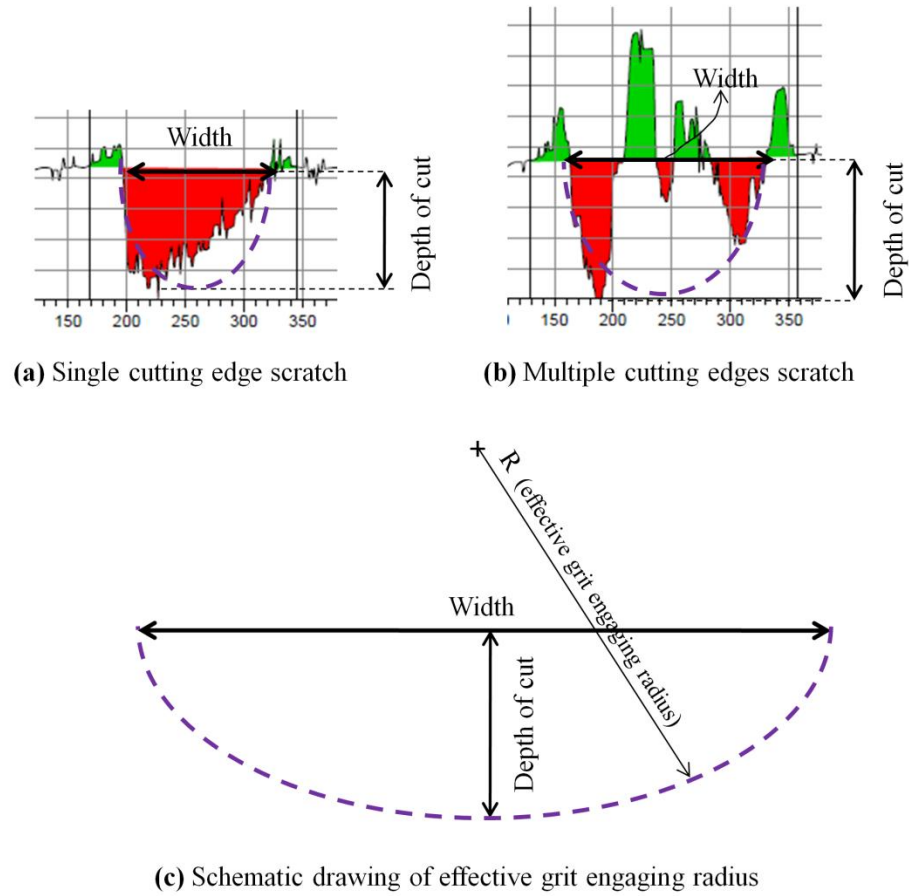 Width
Depth of cut
150 200 250 300 350
(a) Single cutting edge scratch
Width
Depth of cut
150 200 250 300 350
(b) Multiple cutting edges scratch
R (effective grit engaging radius)
Width
Depth of cut
(c) Schematic drawing of effective grit engaging radius